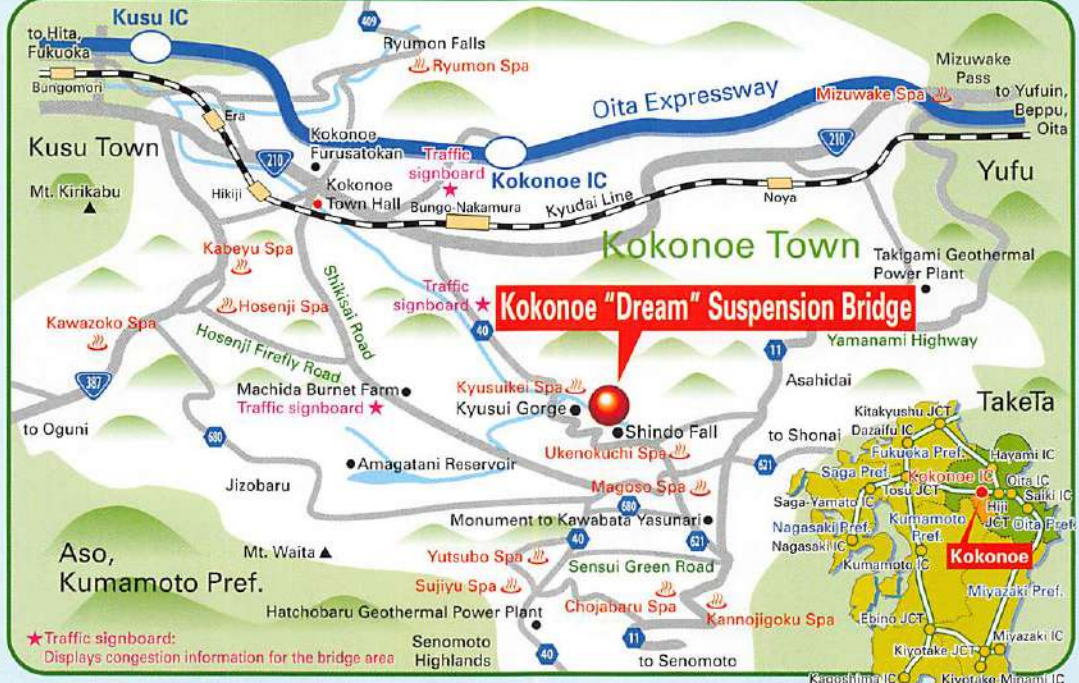 Kusu IC
to Hita,
Fukuoka
Bungomori
409
Ryumon Falls
Ryumon Spa
Mizuwake
Pass
Mizuwake Spa
to Yufuin,
Beppu,
Oita
Oita Expressway
Era
Kusu Town
210
Kokonoe
Furusatokan
Traffic
signboard
210
Kokonoe IC
Yufu
Mt. Kirikabu
Hikiji
Kokonoe
Town Hall
Bungo-Nakamura
Kyudai Line
Noya
Kokonoe Town
Takigami Geothermal
Power Plant
Kabeyu Spa
Shikisai Road
Traffic
signboard
Kokonoe "Dream" Suspension Bridge
Hosenji Spa
Kawazoko Spa
40
Yamanami Highway
Hosenji Firefly Road
11
387
Machida Burnet Farm
Traffic signboard
Kyusuikei Spa
Kyusui Gorge
Asahidai
TakeTa
to Oguni
Shindo Fall
to Shonai
680
Ukenokuchi Spa
621
Amagatani Reservoir
Jizobaru
Magoso Spa
680
Monument to Kawabata Yasunari
40
621
Aso,
Kumamoto Pref.
Mt. Waita
Yutsubo Spa
Sensui Green Road
Sujiyu Spa
Chojabaru Spa
Kannojigoku Spa
Hatchobaru Geothermal Power Plant
11
★Traffic signboard:
Displays congestion information for the bridge area
Senomoto
Highlands
40
to Senomoto
Kitakyushu JCT
Dazaifu IC
Fukuoka Pref.
Hayami IC
Saga Pref.
Kokonoe IC
Oita IC
Tosu JCT
Saiki IC
Saga-Yamato IC
Hiji
JCT
Oita Pref.
Nagasaki Pref.
Kumamoto
Pref.
Nagasaki IC
Kokonoe
Kumamoto IC
Miyazaki Pref.
Ebino JCT
Miyazaki IC
Kiyotake JCT
Kagoshima IC
Kiyotake-Minami IC